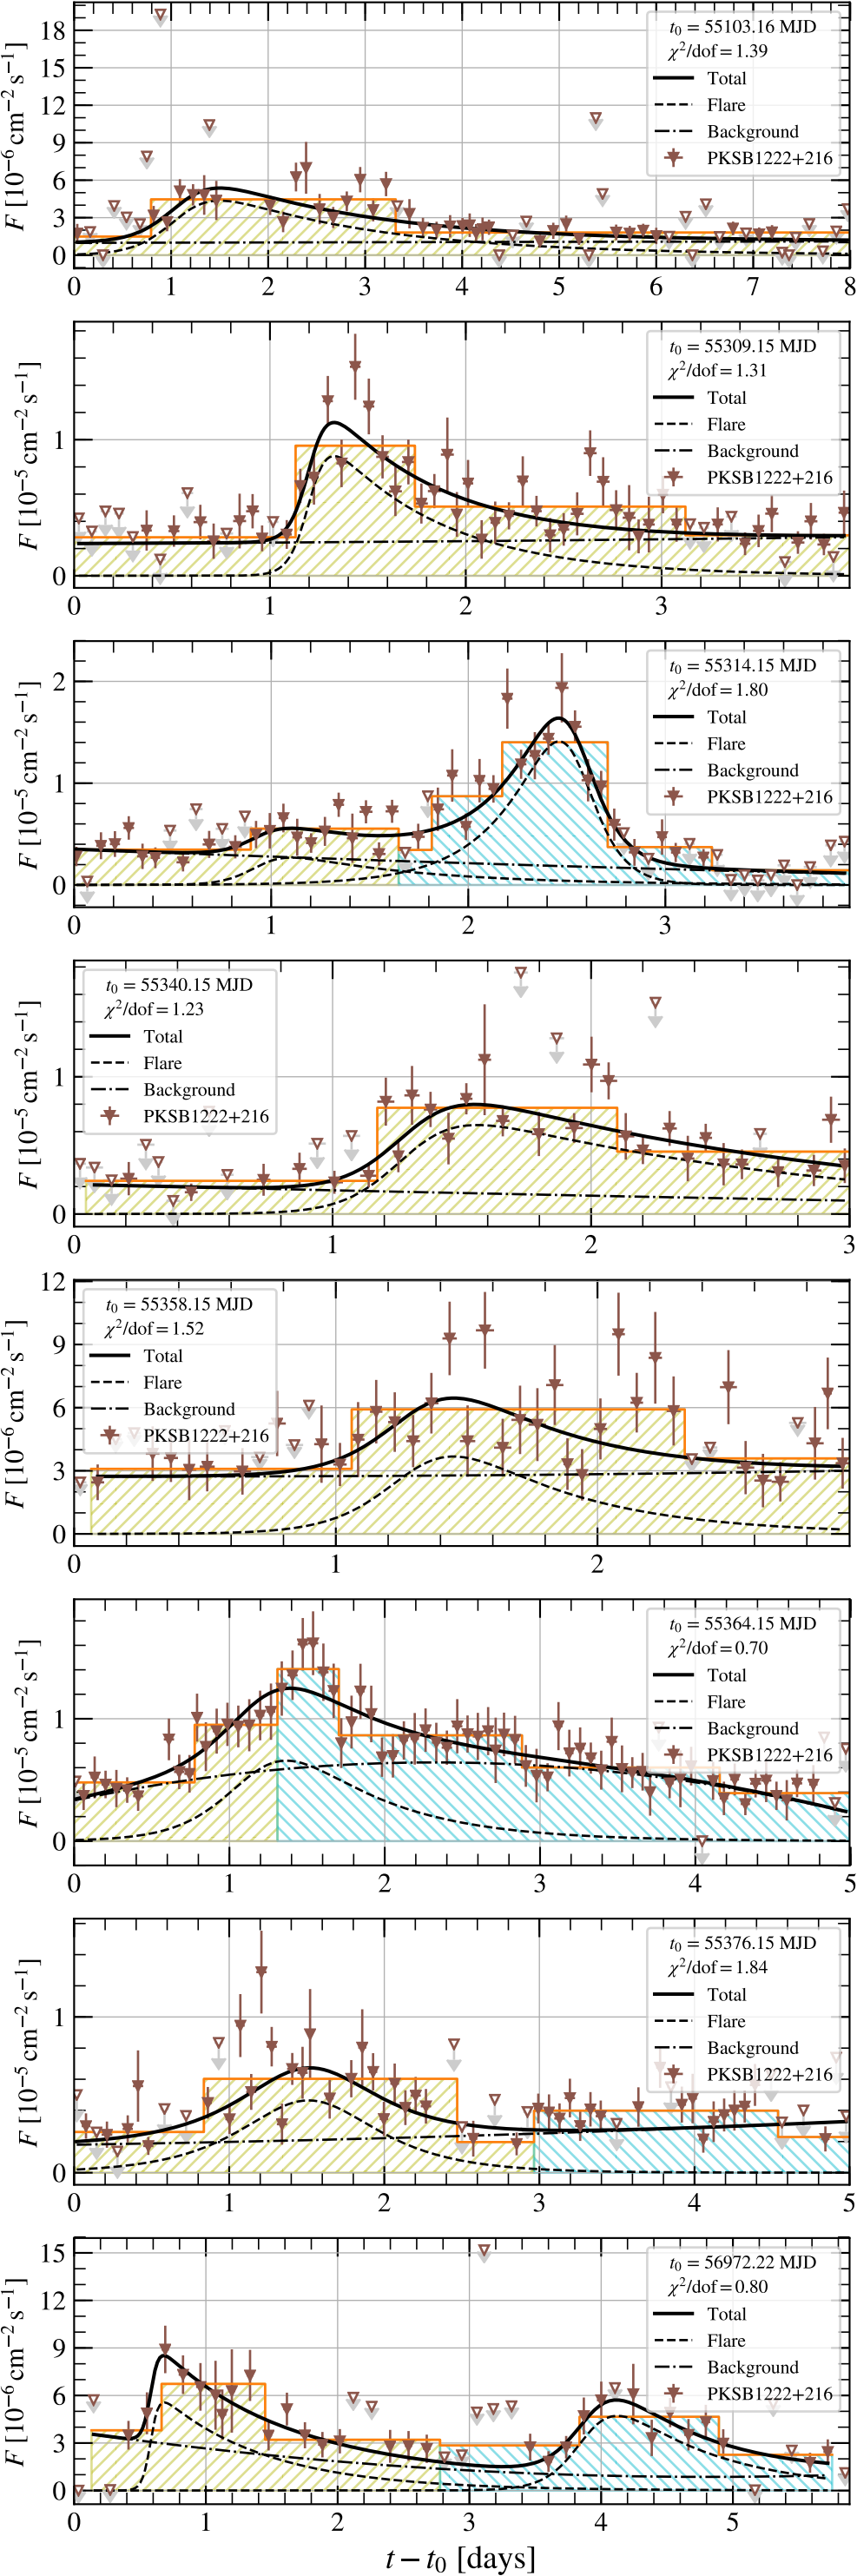 F [10⁻⁶ cm⁻² s⁻¹]
18
15
12
9
6
3
0
t₀ = 55103.16 MJD
χ²/dof = 1.39
Total
Flare
Background
PKSB1222+216
0 1 2 3 4 5 6 7 8
F [10⁻⁵ cm⁻² s⁻¹]
1
0
t₀ = 55309.15 MJD
χ²/dof = 1.31
Total
Flare
Background
PKSB1222+216
0 1 2 3
F [10⁻⁵ cm⁻² s⁻¹]
2
1
0
t₀ = 55314.15 MJD
χ²/dof = 1.80
Total
Flare
Background
PKSB1222+216
0 1 2 3
F [10⁻⁵ cm⁻² s⁻¹]
1
0
t₀ = 55340.15 MJD
χ²/dof = 1.23
Total
Flare
Background
PKSB1222+216
0 1 2 3
F [10⁻⁶ cm⁻² s⁻¹]
12
9
6
3
0
t₀ = 55358.15 MJD
χ²/dof = 1.52
Total
Flare
Background
PKSB1222+216
0 1 2
F [10⁻⁵ cm⁻² s⁻¹]
1
0
t₀ = 55364.15 MJD
χ²/dof = 0.70
Total
Flare
Background
PKSB1222+216
0 1 2 3 4 5
F [10⁻⁵ cm⁻² s⁻¹]
1
0
t₀ = 55376.15 MJD
χ²/dof = 1.84
Total
Flare
Background
PKSB1222+216
0 1 2 3 4 5
F [10⁻⁶ cm⁻² s⁻¹]
15
12
9
6
3
0
t₀ = 56972.22 MJD
χ²/dof = 0.80
Total
Flare
Background
PKSB1222+216
0 1 2 3 4 5
t − t₀ [days]